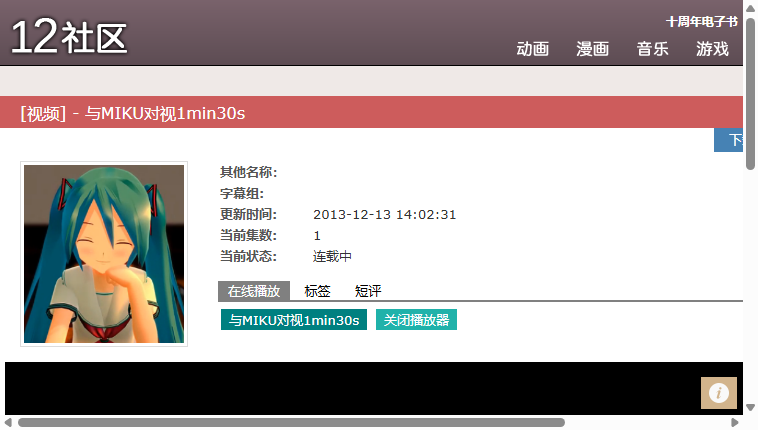 12社区
十周年电子书
动画 漫画 音乐 游戏
[视频] - 与MIKU对视1min30s
其他名称:
字幕组:
更新时间: 2013-12-13 14:02:31
当前集数: 1
当前状态: 连载中
在线播放 标签 短评
与MIKU对视1min30s 关闭播放器
i